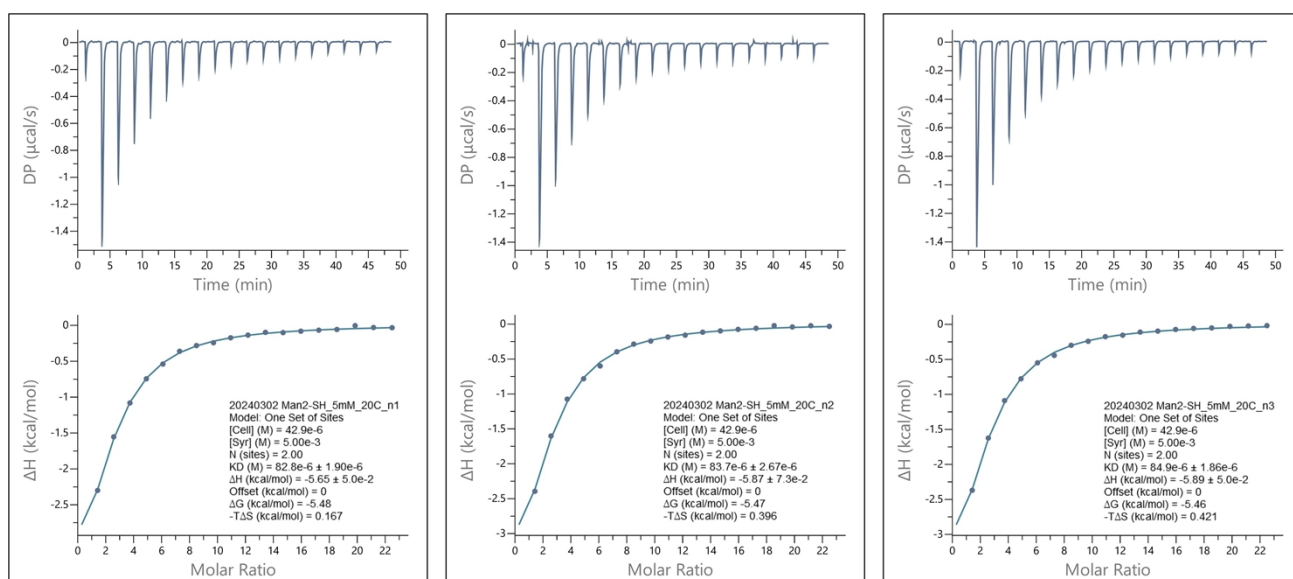 0
-0.2
-0.4
-0.6
-0.8
-1
-1.2
-1.4
DP (µcal/s)
0 5 10 15 20 25 30 35 40 45 50
Time (min)
0
-0.5
-1
-1.5
-2
-2.5
ΔH (kcal/mol)
20240302 Man2-SH_5mM_20C_n1
Model: One Set of Sites
[Cell] (M) = 42.9e-6
[Syr] (M) = 5.00e-3
N (sites) = 2.00
KD (M) = 82.8e-6 ± 1.90e-6
ΔH (kcal/mol) = -5.65 ± 5.0e-2
Offset (kcal/mol) = 0
ΔG (kcal/mol) = -5.48
-TΔS (kcal/mol) = 0.167
0 2 4 6 8 10 12 14 16 18 20 22
Molar Ratio
0
-0.2
-0.4
-0.6
-0.8
-1
-1.2
-1.4
DP (µcal/s)
0 5 10 15 20 25 30 35 40 45 50
Time (min)
0
-0.5
-1
-1.5
-2
-2.5
-3
ΔH (kcal/mol)
20240302 Man2-SH_5mM_20C_n2
Model: One Set of Sites
[Cell] (M) = 42.9e-6
[Syr] (M) = 5.00e-3
N (sites) = 2.00
KD (M) = 83.7e-6 ± 2.67e-6
ΔH (kcal/mol) = -5.87 ± 7.3e-2
Offset (kcal/mol) = 0
ΔG (kcal/mol) = -5.47
-TΔS (kcal/mol) = 0.396
0 2 4 6 8 10 12 14 16 18 20 22
Molar Ratio
0
-0.2
-0.4
-0.6
-0.8
-1
-1.2
-1.4
DP (µcal/s)
0 5 10 15 20 25 30 35 40 45 50
Time (min)
0
-0.5
-1
-1.5
-2
-2.5
-3
ΔH (kcal/mol)
20240302 Man2-SH_5mM_20C_n3
Model: One Set of Sites
[Cell] (M) = 42.9e-6
[Syr] (M) = 5.00e-3
N (sites) = 2.00
KD (M) = 84.9e-6 ± 1.86e-6
ΔH (kcal/mol) = -5.89 ± 5.0e-2
Offset (kcal/mol) = 0
ΔG (kcal/mol) = -5.46
-TΔS (kcal/mol) = 0.421
0 2 4 6 8 10 12 14 16 18 20 22
Molar Ratio